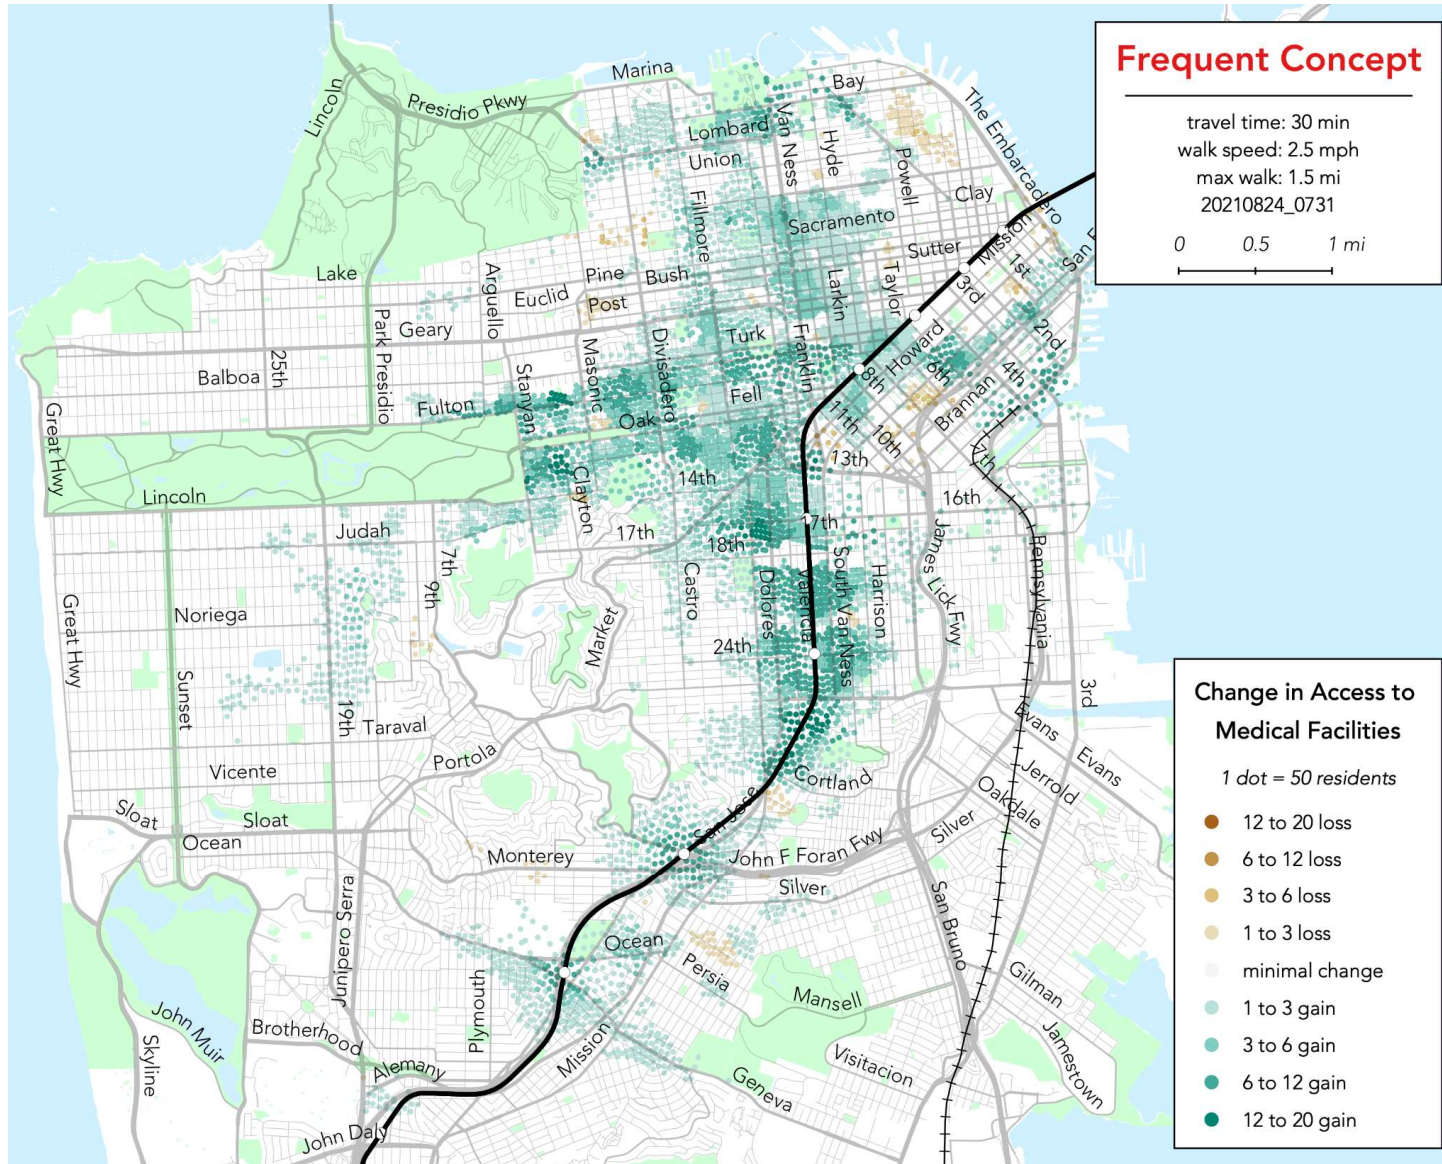 Frequent Concept
travel time: 30 min
walk speed: 2.5 mph
max walk: 1.5 mi
20210824_0731
0 0.5 1 mi
Marina
Bay
Presidio Pkwy
Lincoln
Lombard
Van Ness
Hyde
The Embarcadero
Union
Powell
Fillmore
Clay
Sacramento
Sutter
Mission
1st
San F
Lake
Arguello
Pine
Bush
Larkin
Taylor
3rd
Euclid
Post
Geary
Park Presidio
25th
Masonic
Divisadero
Turk
Franklin
Howard
2nd
Balboa
Stanyan
8th
6th
4th
Fulton
Fell
Brannan
Oak
11th
10th
Great Hwy
13th
7th
Lincoln
Clayton
14th
16th
Judah
17th
17th
18th
7th
9th
Castro
Dolores
Valencia
South Van Ness
Harrison
James Lick Fwy
Pennsylvania
Great Hwy
Noriega
Market
24th
Sunset
19th
3rd
Taraval
Evans
Portola
Evans
Vicente
Cortland
Jerrold
Oakdale
Sloat
Sloat
San Jose
Silver
Ocean
Monterey
John F Foran Fwy
Silver
Junipero Serra
San Bruno
Ocean
Persia
Plymouth
Mansell
Gilman
John Muir
Brotherhood
Skyline
Mission
Jamestown
Alemany
Visitacion
Geneva
John Daly
Change in Access to
Medical Facilities
1 dot = 50 residents
12 to 20 loss
6 to 12 loss
3 to 6 loss
1 to 3 loss
minimal change
1 to 3 gain
3 to 6 gain
6 to 12 gain
12 to 20 gain